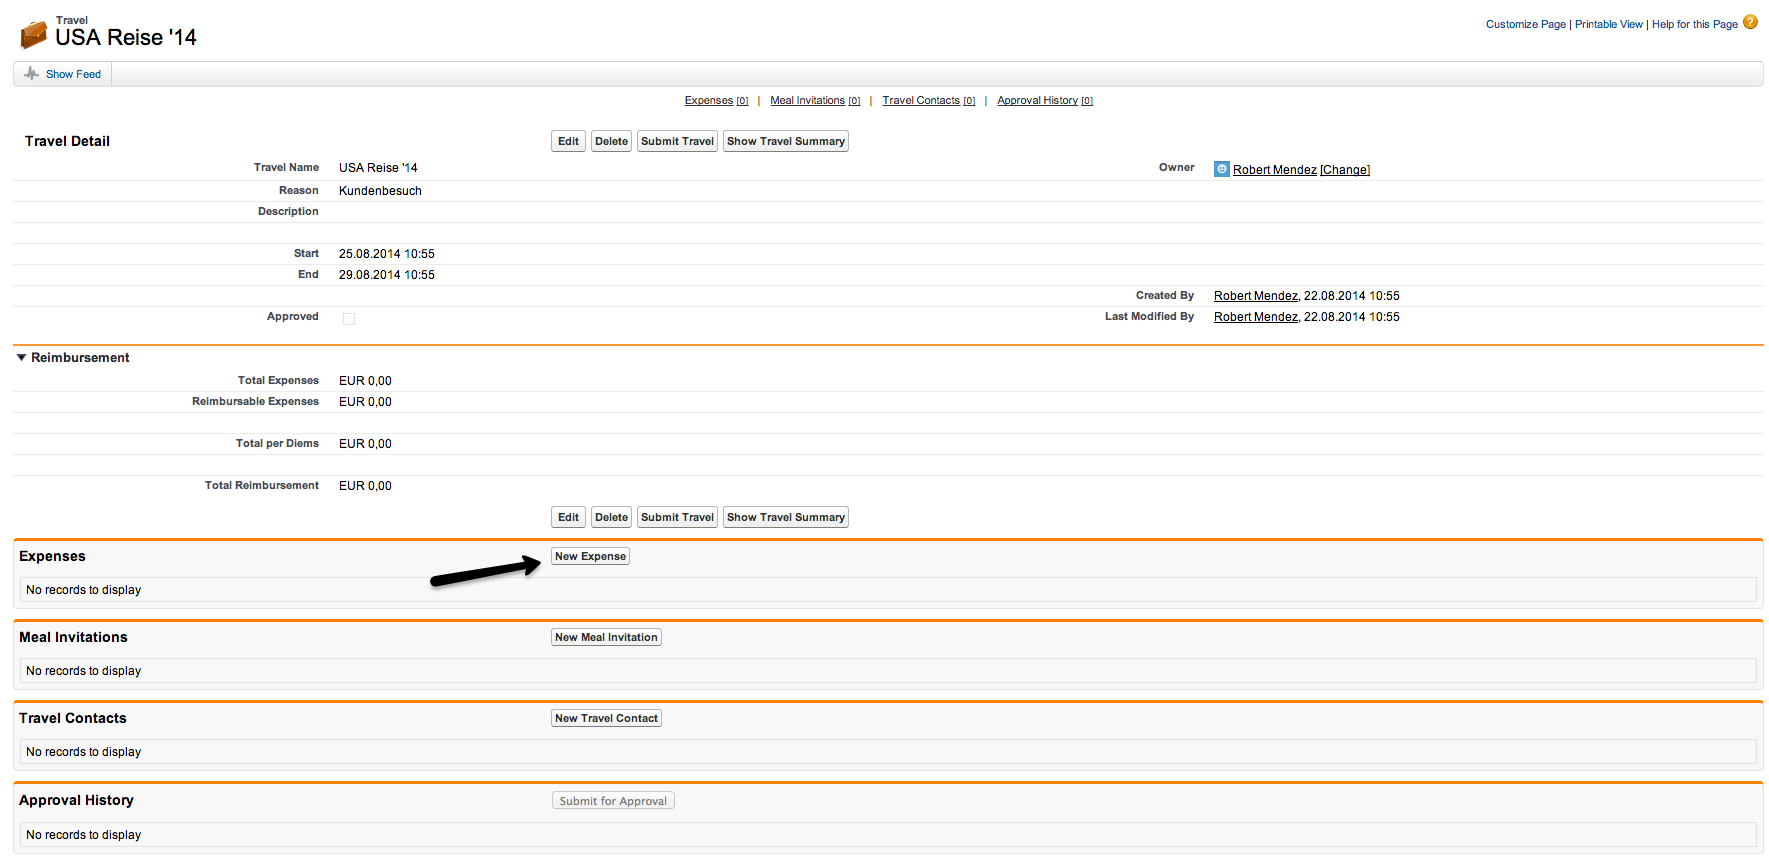 Travel
USA Reise '14
Customize Page | Printable View | Help for this Page ?
Show Feed
Expenses [0] | Meal Invitations [0] | Travel Contacts [0] | Approval History [0]
Travel Detail Edit Delete Submit Travel Show Travel Summary
Travel Name USA Reise '14 Owner Robert Mendez [Change]
Reason Kundenbesuch
Description
Start 25.08.2014 10:55
End 29.08.2014 10:55
Created By Robert Mendez, 22.08.2014 10:55
Approved Last Modified By Robert Mendez, 22.08.2014 10:55
Reimbursement
Total Expenses EUR 0,00
Reimbursable Expenses EUR 0,00
Total per Diems EUR 0,00
Total Reimbursement EUR 0,00
Edit Delete Submit Travel Show Travel Summary
Expenses New Expense
No records to display
Meal Invitations New Meal Invitation
No records to display
Travel Contacts New Travel Contact
No records to display
Approval History Submit for Approval
No records to display